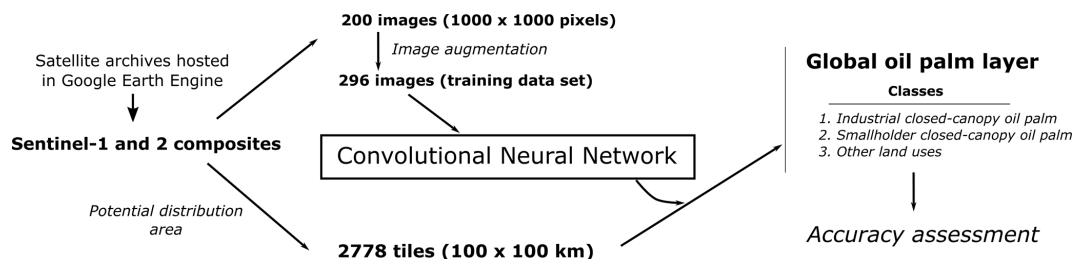 Satellite archives hosted
in Google Earth Engine
Sentinel-1 and 2 composites
200 images (1000 x 1000 pixels)
Image augmentation
296 images (training data set)
Convolutional Neural Network
Potential distribution
area
2778 tiles (100 x 100 km)
Global oil palm layer
Classes
1. Industrial closed-canopy oil palm
2. Smallholder closed-canopy oil palm
3. Other land uses
Accuracy assessment